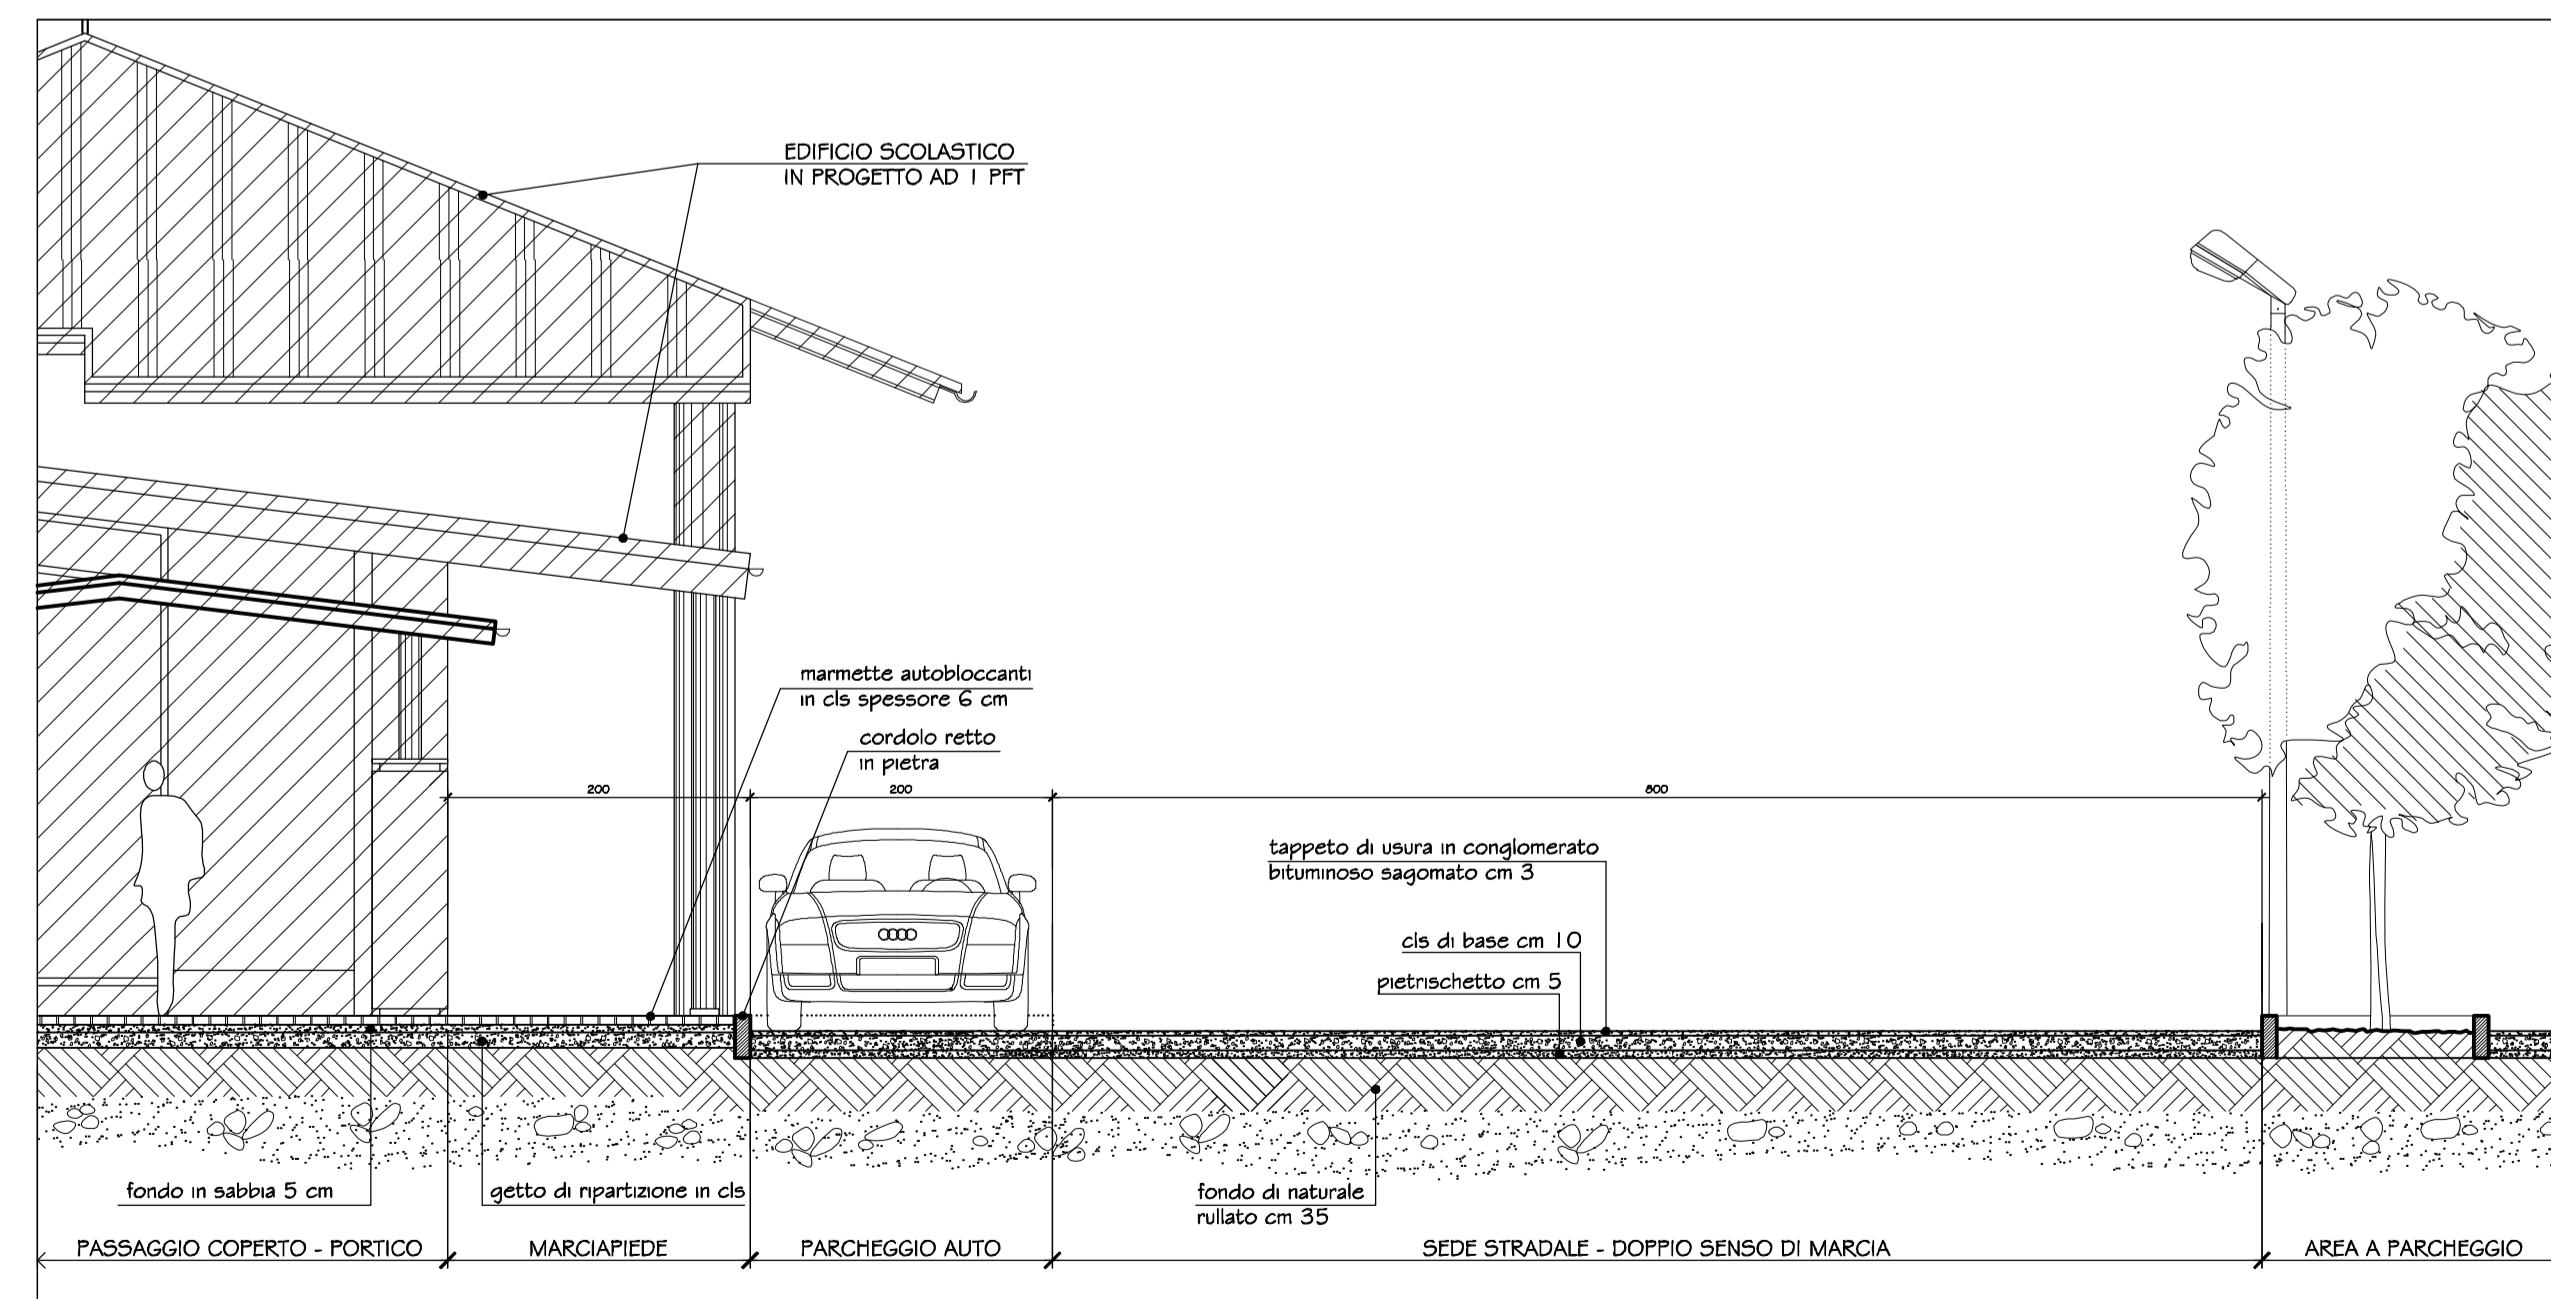 EDIFICIO SCOLASTICO
IN PROGETTO AD 1 PFT
marmette autobloccanti
in cls spessore 6 cm
cordolo retto
in pietra
200
200
800
tappeto di usura in conglomerato
bituminoso sagomato cm 3
cls di base cm 10
pietrischetto cm 5
fondo in sabbia 5 cm
getto di ripartizione in cls
fondo di naturale
rullato cm 35
PASSAGGIO COPERTO - PORTICO
MARCIAPIEDE
PARCHEGGIO AUTO
SEDE STRADALE - DOPPIO SENSO DI MARCIA
AREA A PARCHEGGIO